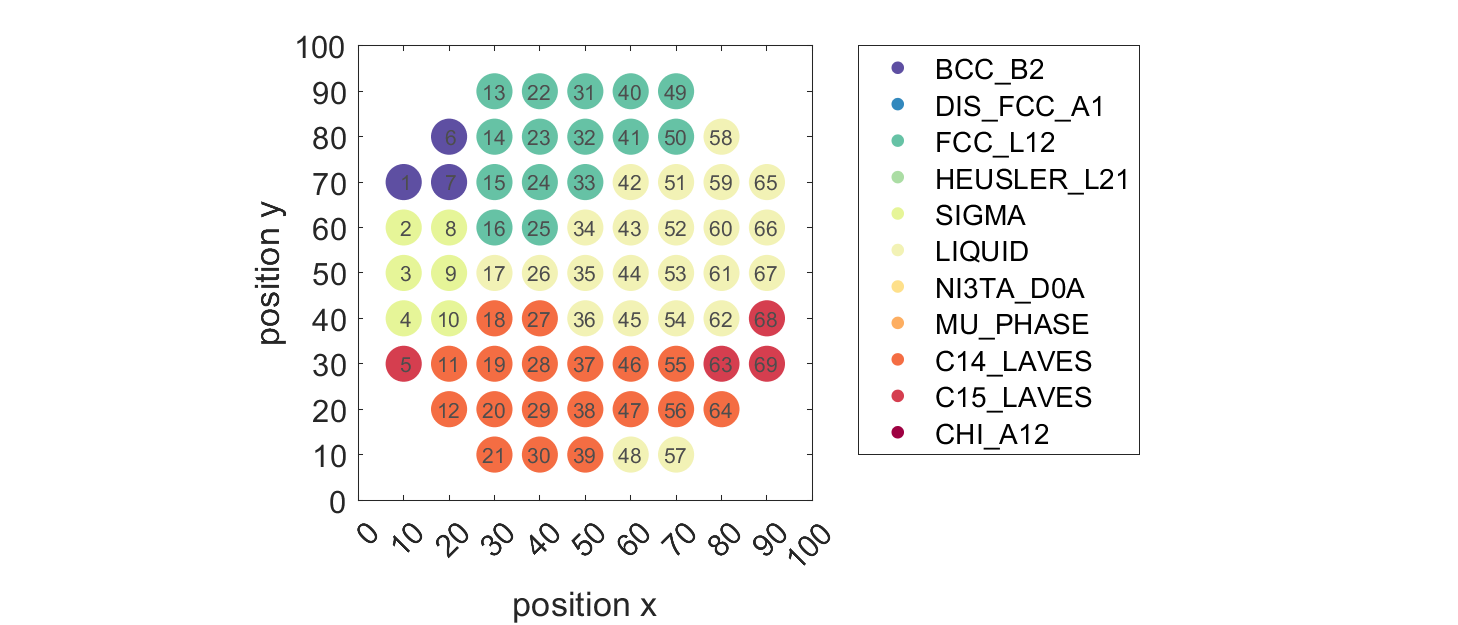 100
90 13 22 31 40 49
80 6 14 23 32 41 50 58
70 1 7 15 24 33 42 51 59 65
60 2 8 16 25 34 43 52 60 66
50 3 9 17 26 35 44 53 61 67
40 4 10 18 27 36 45 54 62 68
30 5 11 19 28 37 46 55 63 69
20 12 20 29 38 47 56 64
10 21 30 39 48 57
0
position y
0 10 20 30 40 50 60 70 80 90 100
position x
BCC_B2
DIS_FCC_A1
FCC_L12
HEUSLER_L21
SIGMA
LIQUID
NI3TA_D0A
MU_PHASE
C14_LAVES
C15_LAVES
CHI_A12